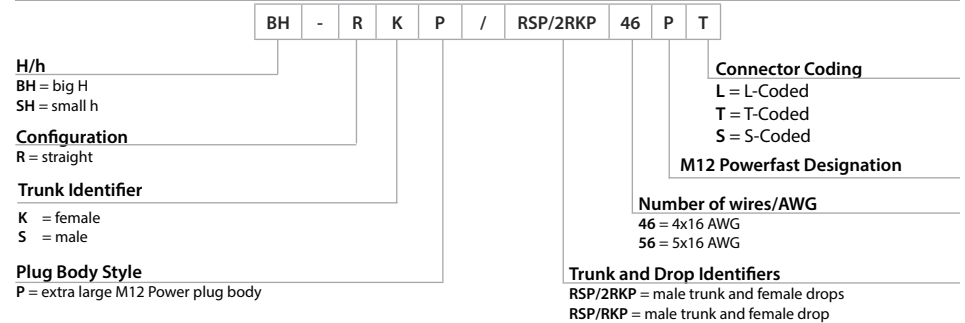 BH - R K P / RSP/2RKP 46 P T
H/h
BH = big H
SH = small h
Configuration
R = straight
Trunk Identifier
K = female
S = male
Plug Body Style
P = extra large M12 Power plug body
Connector Coding
L = L-Coded
T = T-Coded
S = S-Coded
M12 Powerfast Designation
Number of wires/AWG
46 = 4x16 AWG
56 = 5x16 AWG
Trunk and Drop Identifiers
RSP/2RKP = male trunk and female drops
RSP/RKP = male trunk and female drop